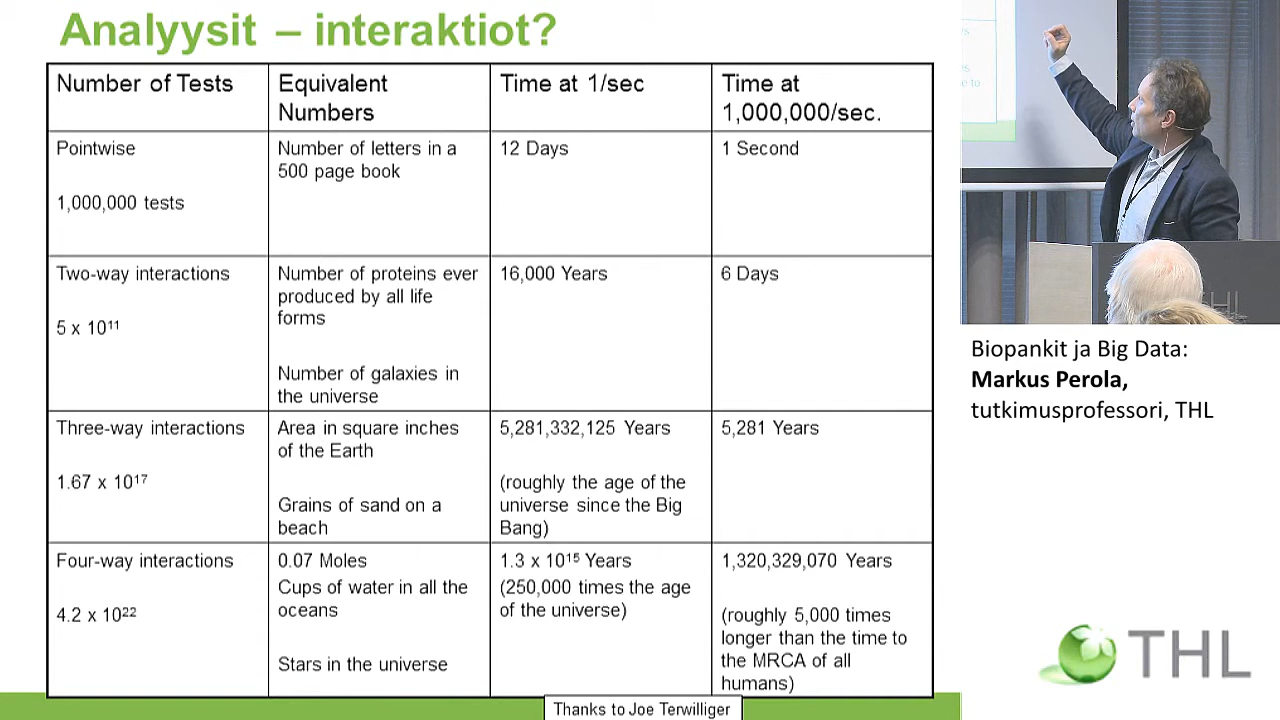 Analyysit – interaktiot?
Number of Tests
Equivalent
Numbers
Time at 1/sec
Time at
1,000,000/sec.
Pointwise
1,000,000 tests
Number of letters in a
500 page book
12 Days
1 Second
Two-way interactions
5 x 10¹¹
Number of proteins ever
produced by all life
forms
Number of galaxies in
the universe
16,000 Years
6 Days
Three-way interactions
1.67 x 10¹⁷
Area in square inches
of the Earth
Grains of sand on a
beach
5,281,332,125 Years
(roughly the age of the
universe since the Big
Bang)
5,281 Years
Four-way interactions
4.2 x 10²²
0.07 Moles
Cups of water in all the
oceans
Stars in the universe
1.3 x 10¹⁵ Years
(250,000 times the age
of the universe)
1,320,329,070 Years
(roughly 5,000 times
longer than the time to
the MRCA of all
humans)
Thanks to Joe Terwilliger
Biopankit ja Big Data:
Markus Perola,
tutkimusprofessori, THL
THL